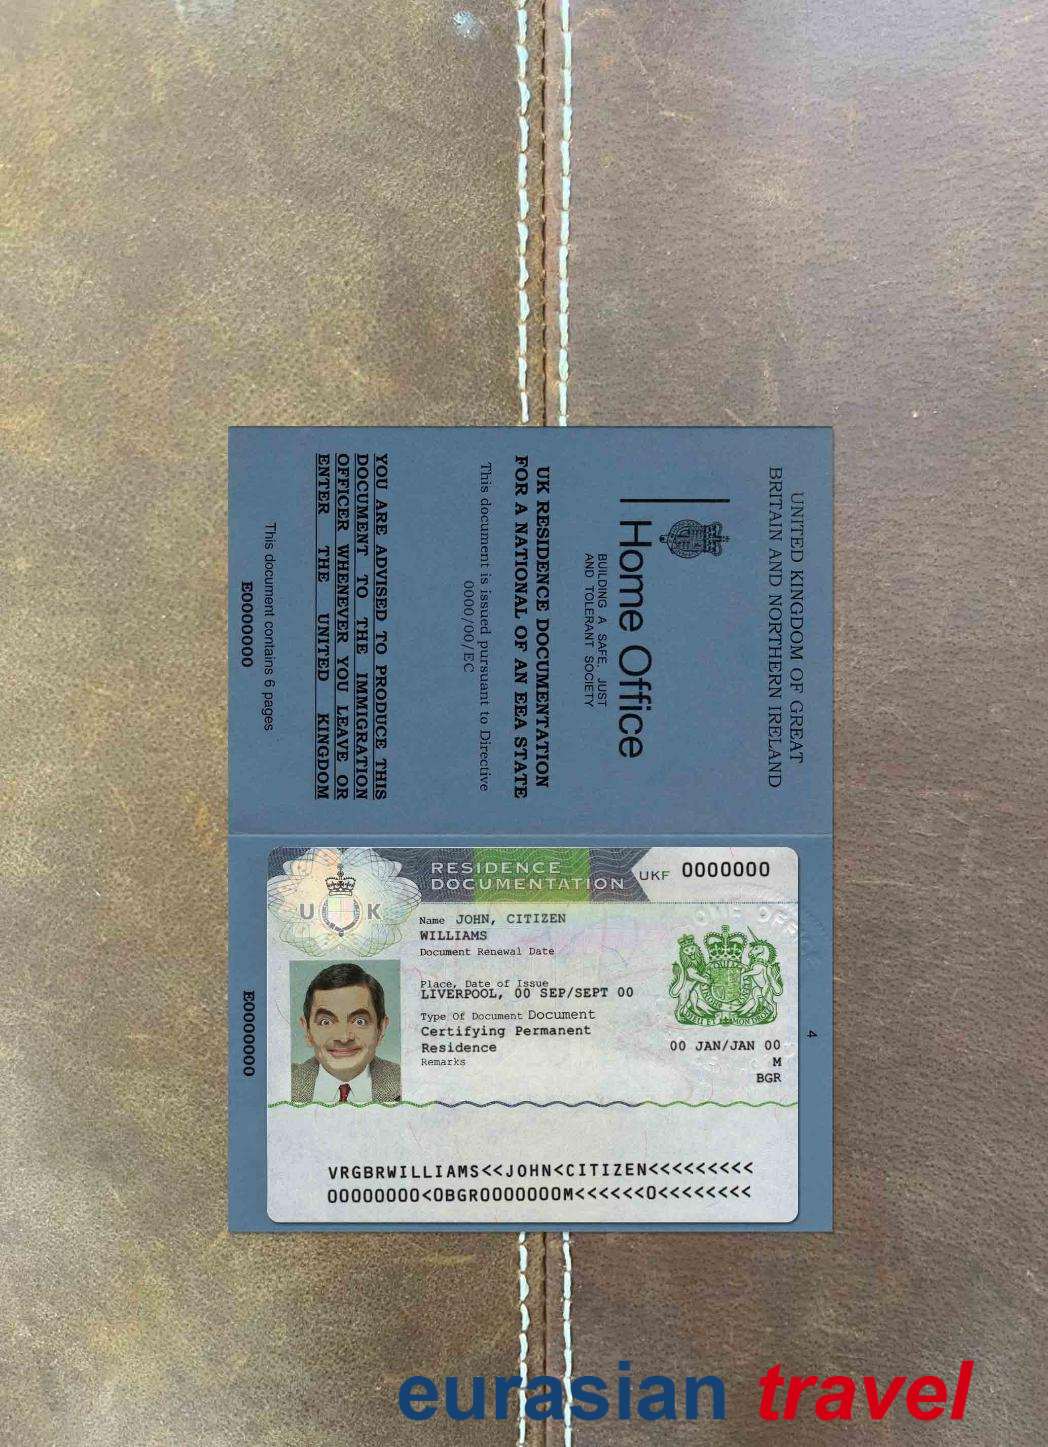 UNITED KINGDOM OF GREAT
BRITAIN AND NORTHERN IRELAND
Home Office
BUILDING A SAFE, JUST
AND TOLERANT SOCIETY
UK RESIDENCE DOCUMENTATION
FOR A NATIONAL OF AN EEA STATE
This document is issued pursuant to Directive
0000/00/EC
YOU ARE ADVISED TO PRODUCE THIS
DOCUMENT TO THE IMMIGRATION
OFFICER WHENEVER YOU LEAVE OR
ENTER THE UNITED KINGDOM
This document contains 6 pages
E0000000
RESIDENCE
DOCUMENTATION
UKF 0000000
U K
Name JOHN, CITIZEN
WILLIAMS
Document Renewal Date
Place, Date of Issue
LIVERPOOL, 00 SEP/SEPT 00
Type Of Document Document
Certifying Permanent
Residence
Remarks
DIEU ET MON DROIT
00 JAN/JAN 00
M
BGR
4
E0000000
VRGBRWILLIAMS<<JOHN<CITIZEN<<<<<<<<<
00000000<0BGR0000000M<<<<<<0<<<<<<<<
eurasian travel